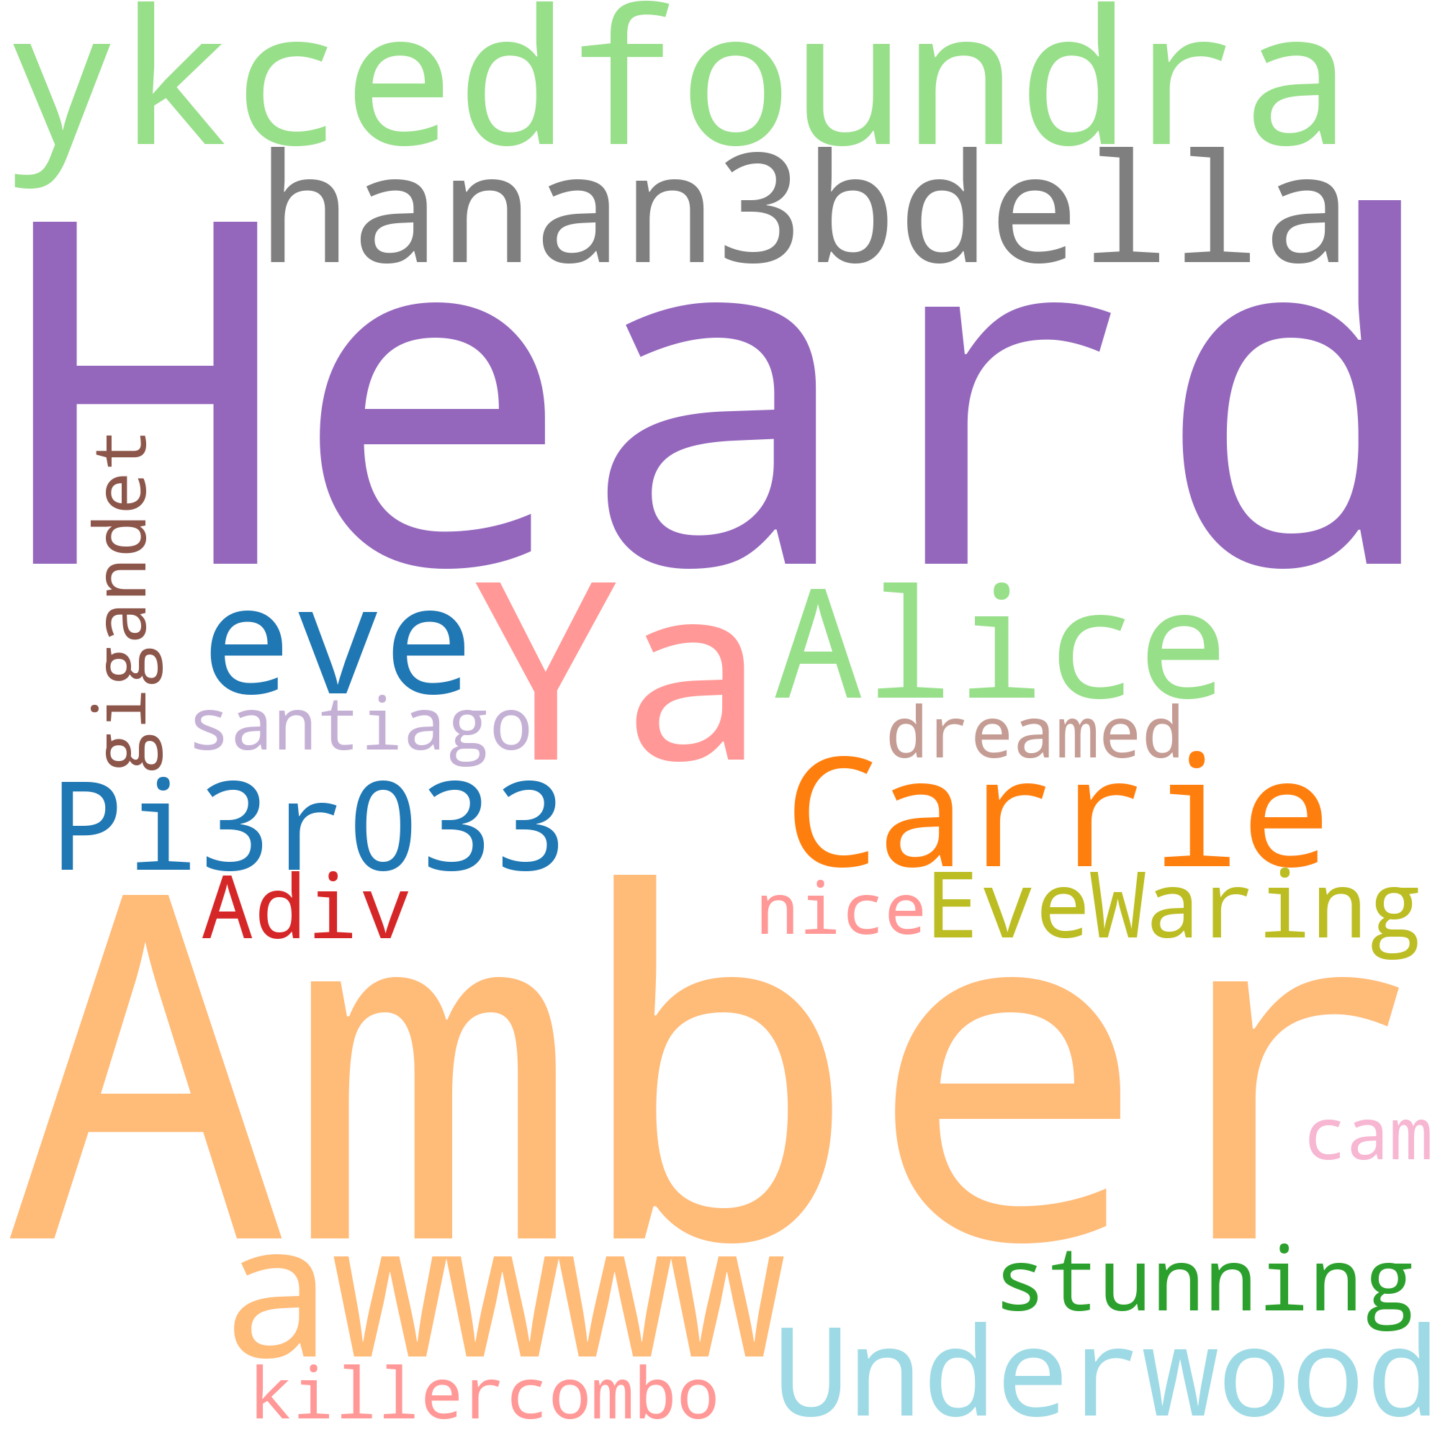 ykcedfoundra
hanan3bdella
Heard
gigandet
eve Ya Alice
santiago dreamed
Pi3r033 Carrie
Adiv nice EveWaring
Amber
cam
awwww stunning
killercombo Underwood